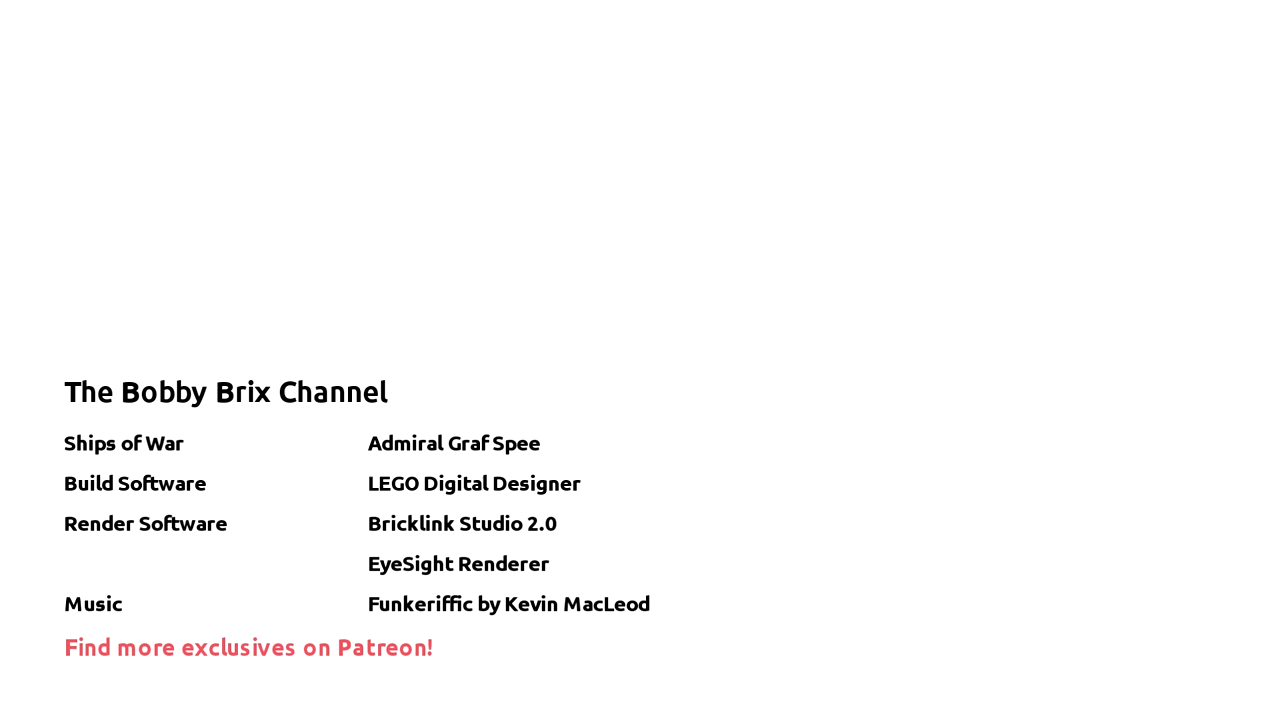 The Bobby Brix Channel
Ships of War Admiral Graf Spee
Build Software LEGO Digital Designer
Render Software Bricklink Studio 2.0
EyeSight Renderer
Music Funkeriffic by Kevin MacLeod
Find more exclusives on Patreon!